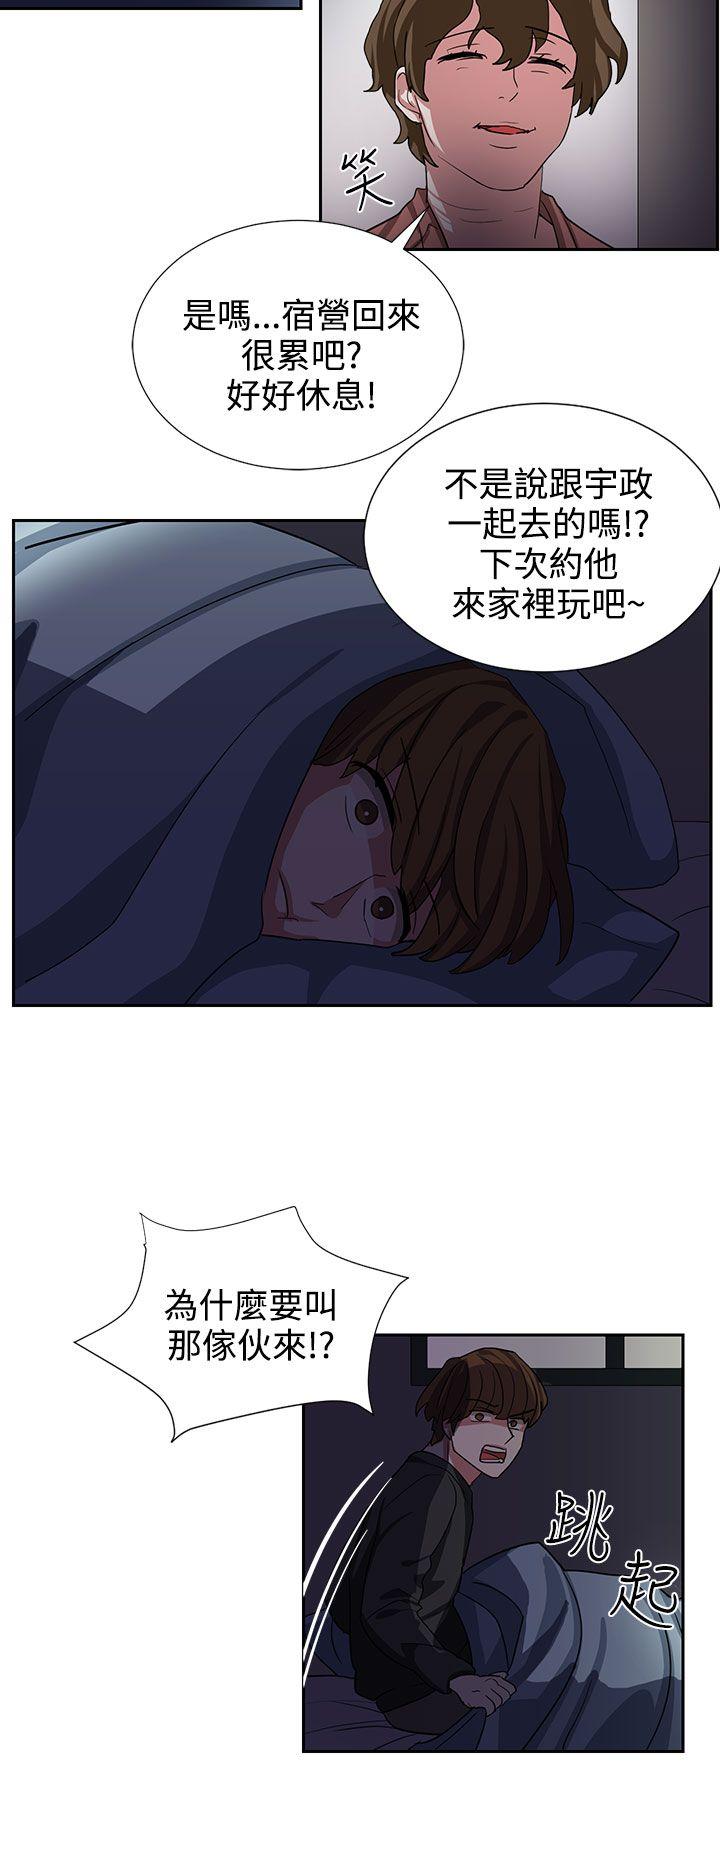 笑
是嗎...宿營回來
很累吧?
好好休息!
不是說跟宇政
一起去的嗎!?
下次約他
來家裡玩吧~
為什麼要叫
那傢伙來!?
跳
起